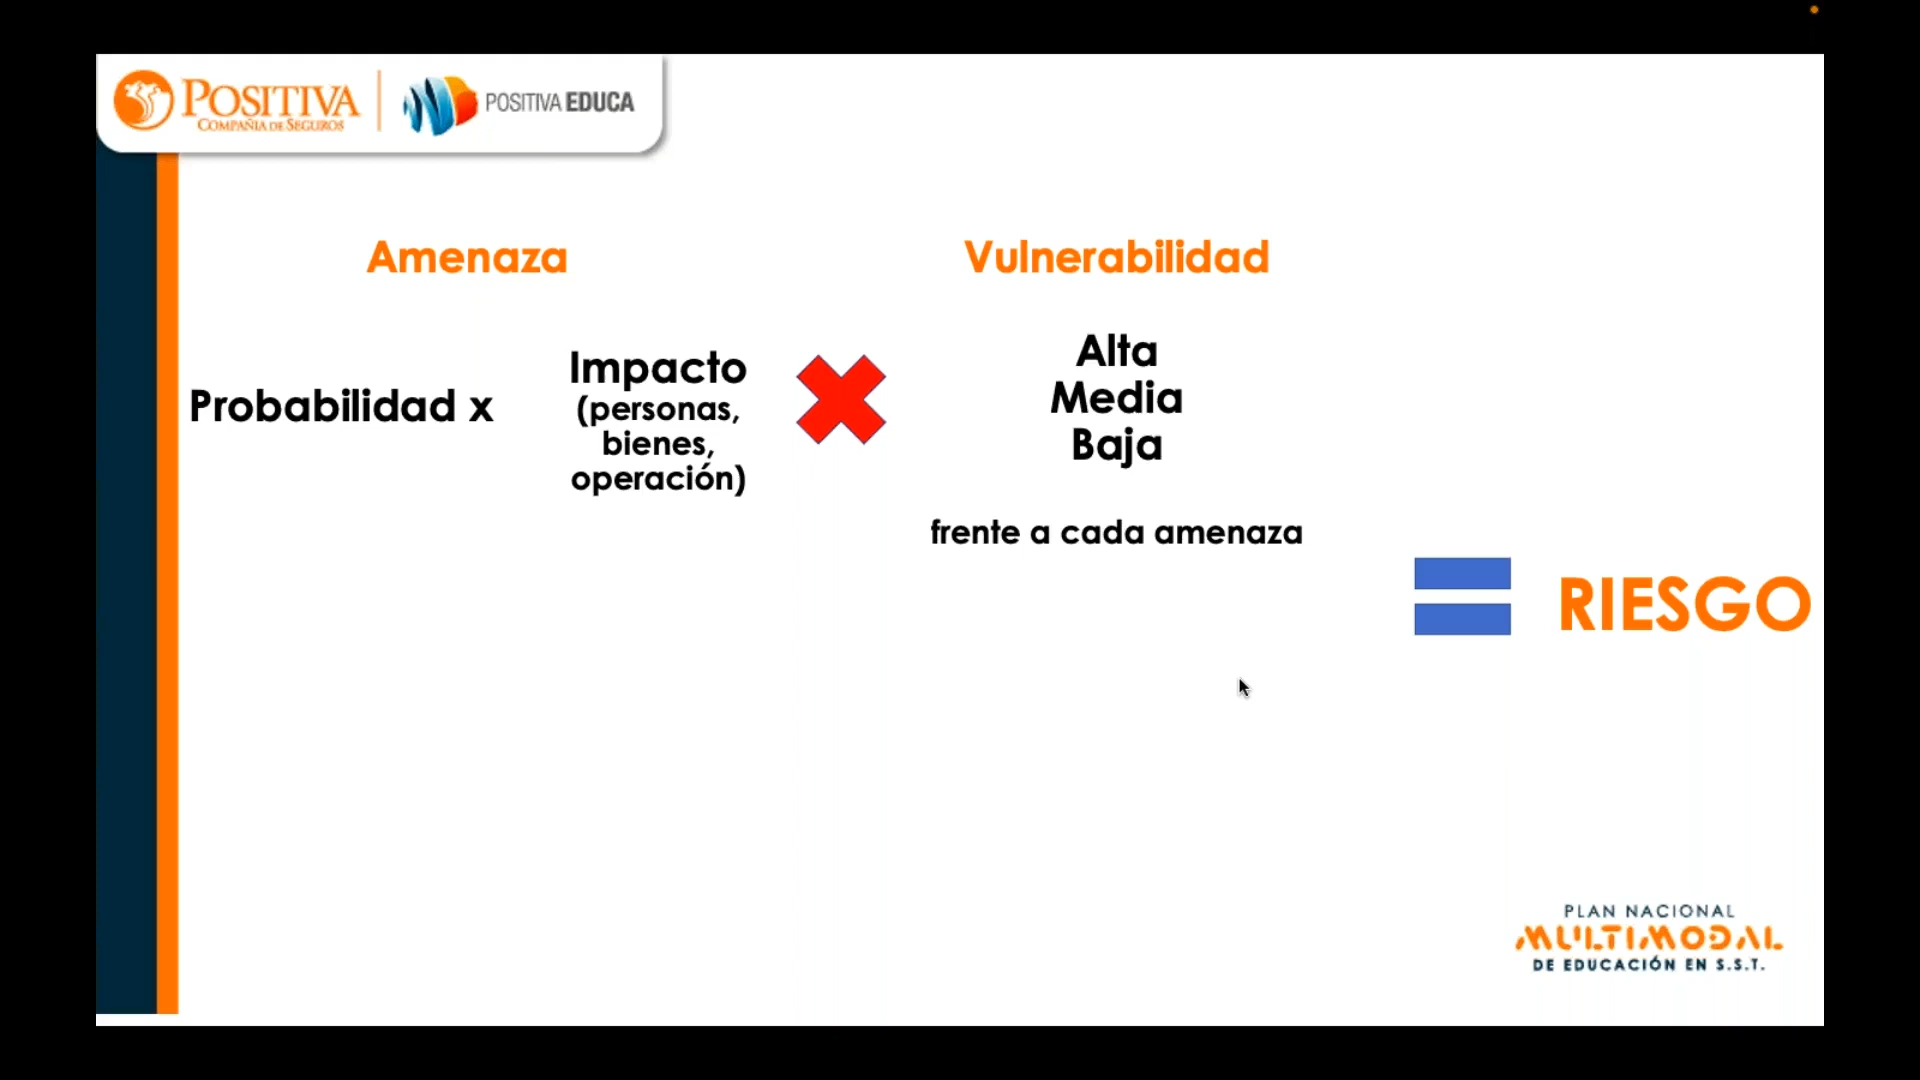 POSITIVA
COMPAÑÍA DE SEGUROS
POSITIVA EDUCA
Amenaza
Probabilidad x
Impacto
(personas,
bienes,
operación)
Vulnerabilidad
Alta
Media
Baja
frente a cada amenaza
RIESGO
PLAN NACIONAL
MULTIMODAL
DE EDUCACIÓN EN S.S.T.